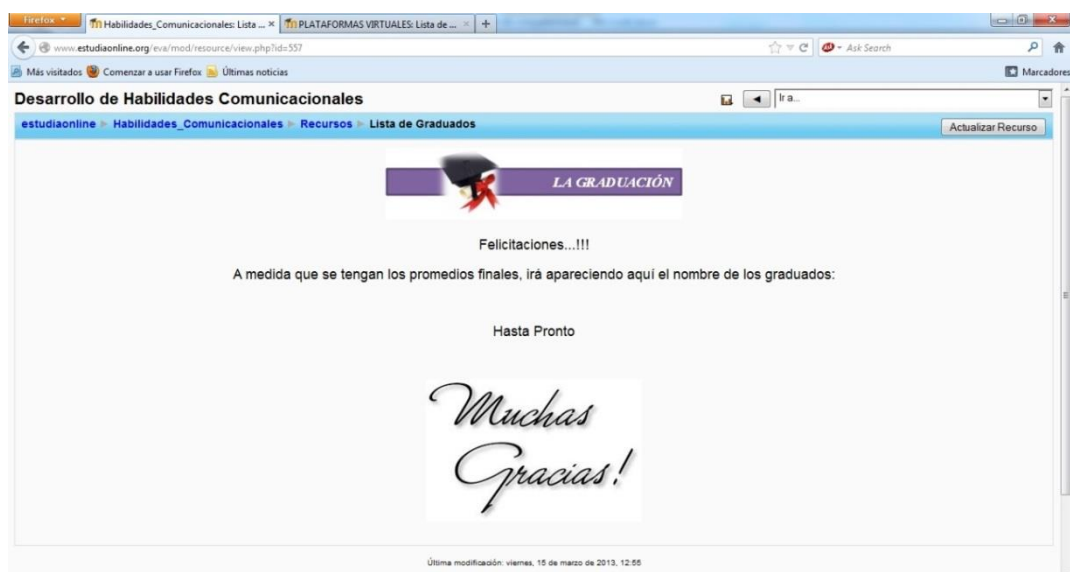 Firefox
Habilidades_Comunicacionales: Lista ... ×
PLATAFORMAS VIRTUALES: Lista de ... ×
+
www.estudiaonline.org/eva/mod/resource/view.php?id=557
Ask Search
Más visitados
Comenzar a usar Firefox
Últimas noticias
Marcadores
Desarrollo de Habilidades Comunicacionales
Ir a...
estudiaonline ► Habilidades_Comunicacionales ► Recursos ► Lista de Graduados
Actualizar Recurso
LA GRADUACIÓN
Felicitaciones...!!!
A medida que se tengan los promedios finales, irá apareciendo aquí el nombre de los graduados:
Hasta Pronto
Muchas
Gracias!
Última modificación: viernes, 15 de marzo de 2013, 12:55